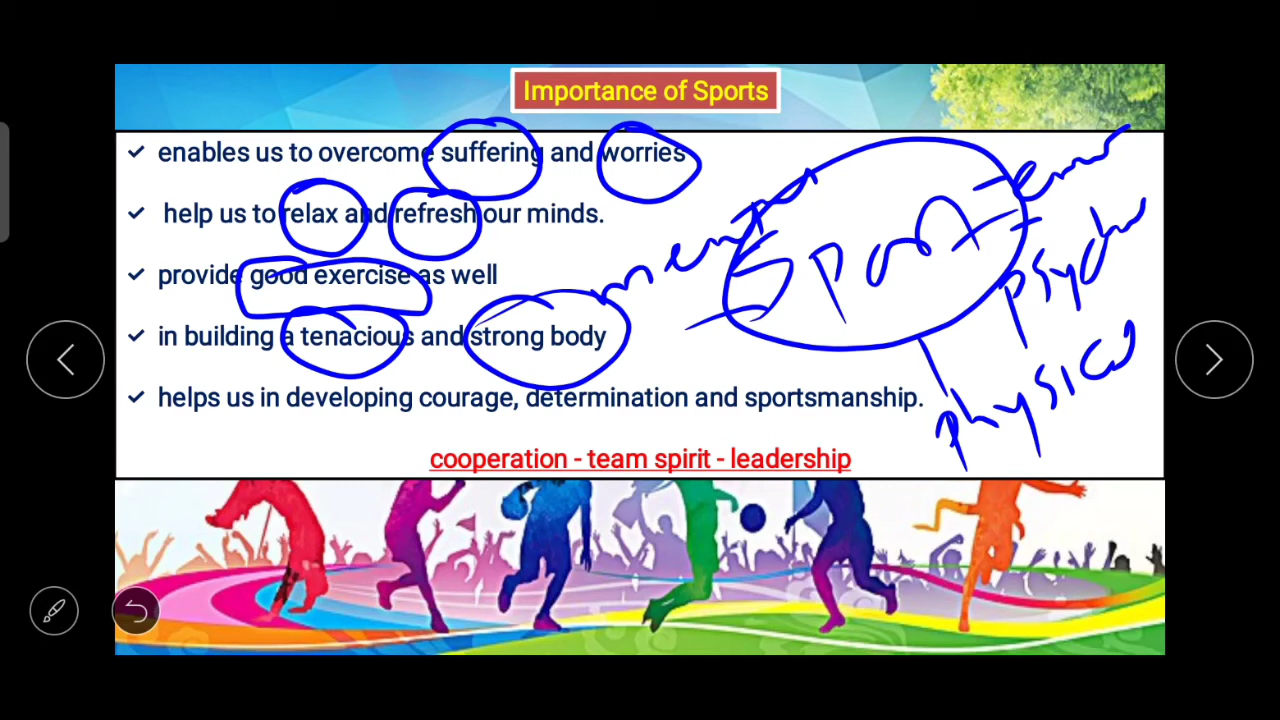 Importance of Sports
✓ enables us to overcome suffering and worries
✓ help us to relax and refresh our minds.
✓ provide good exercise as well
✓ in building a tenacious and strong body
✓ helps us in developing courage, determination and sportsmanship.
cooperation - team spirit - leadership
Sport
psycho
physical